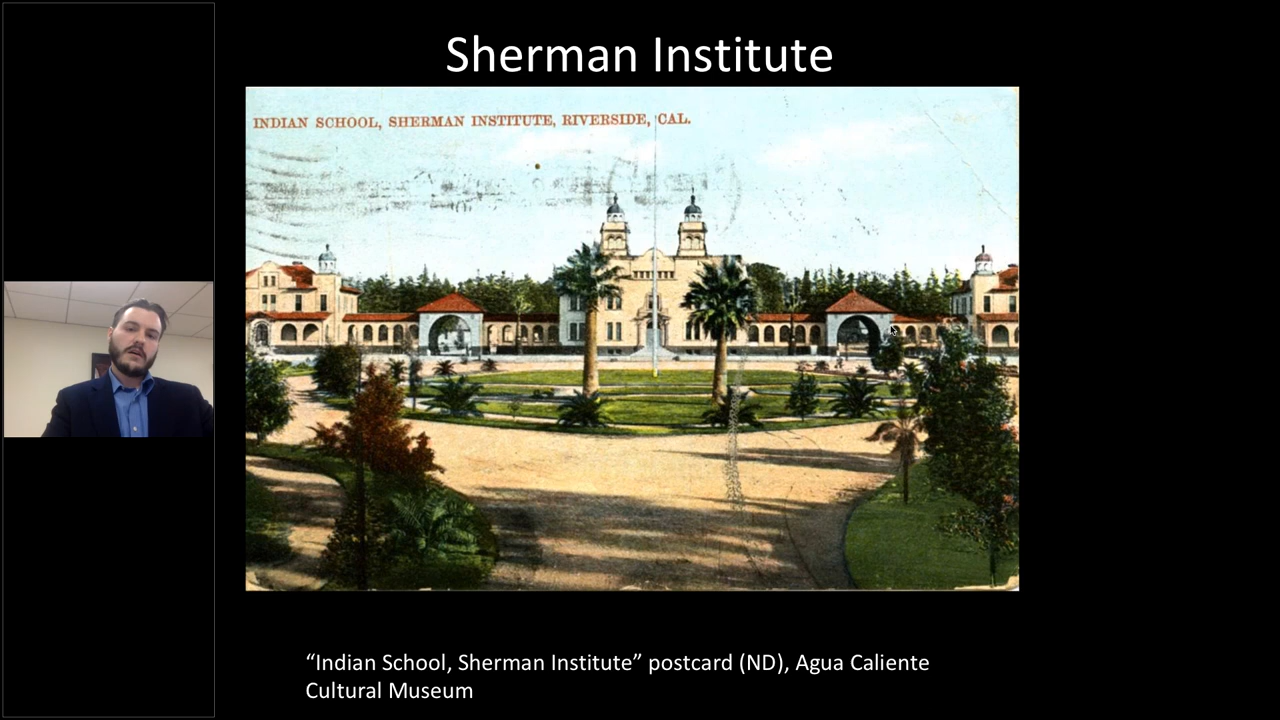 Sherman Institute
INDIAN SCHOOL, SHERMAN INSTITUTE, RIVERSIDE, CAL.
“Indian School, Sherman Institute” postcard (ND), Agua Caliente
Cultural Museum